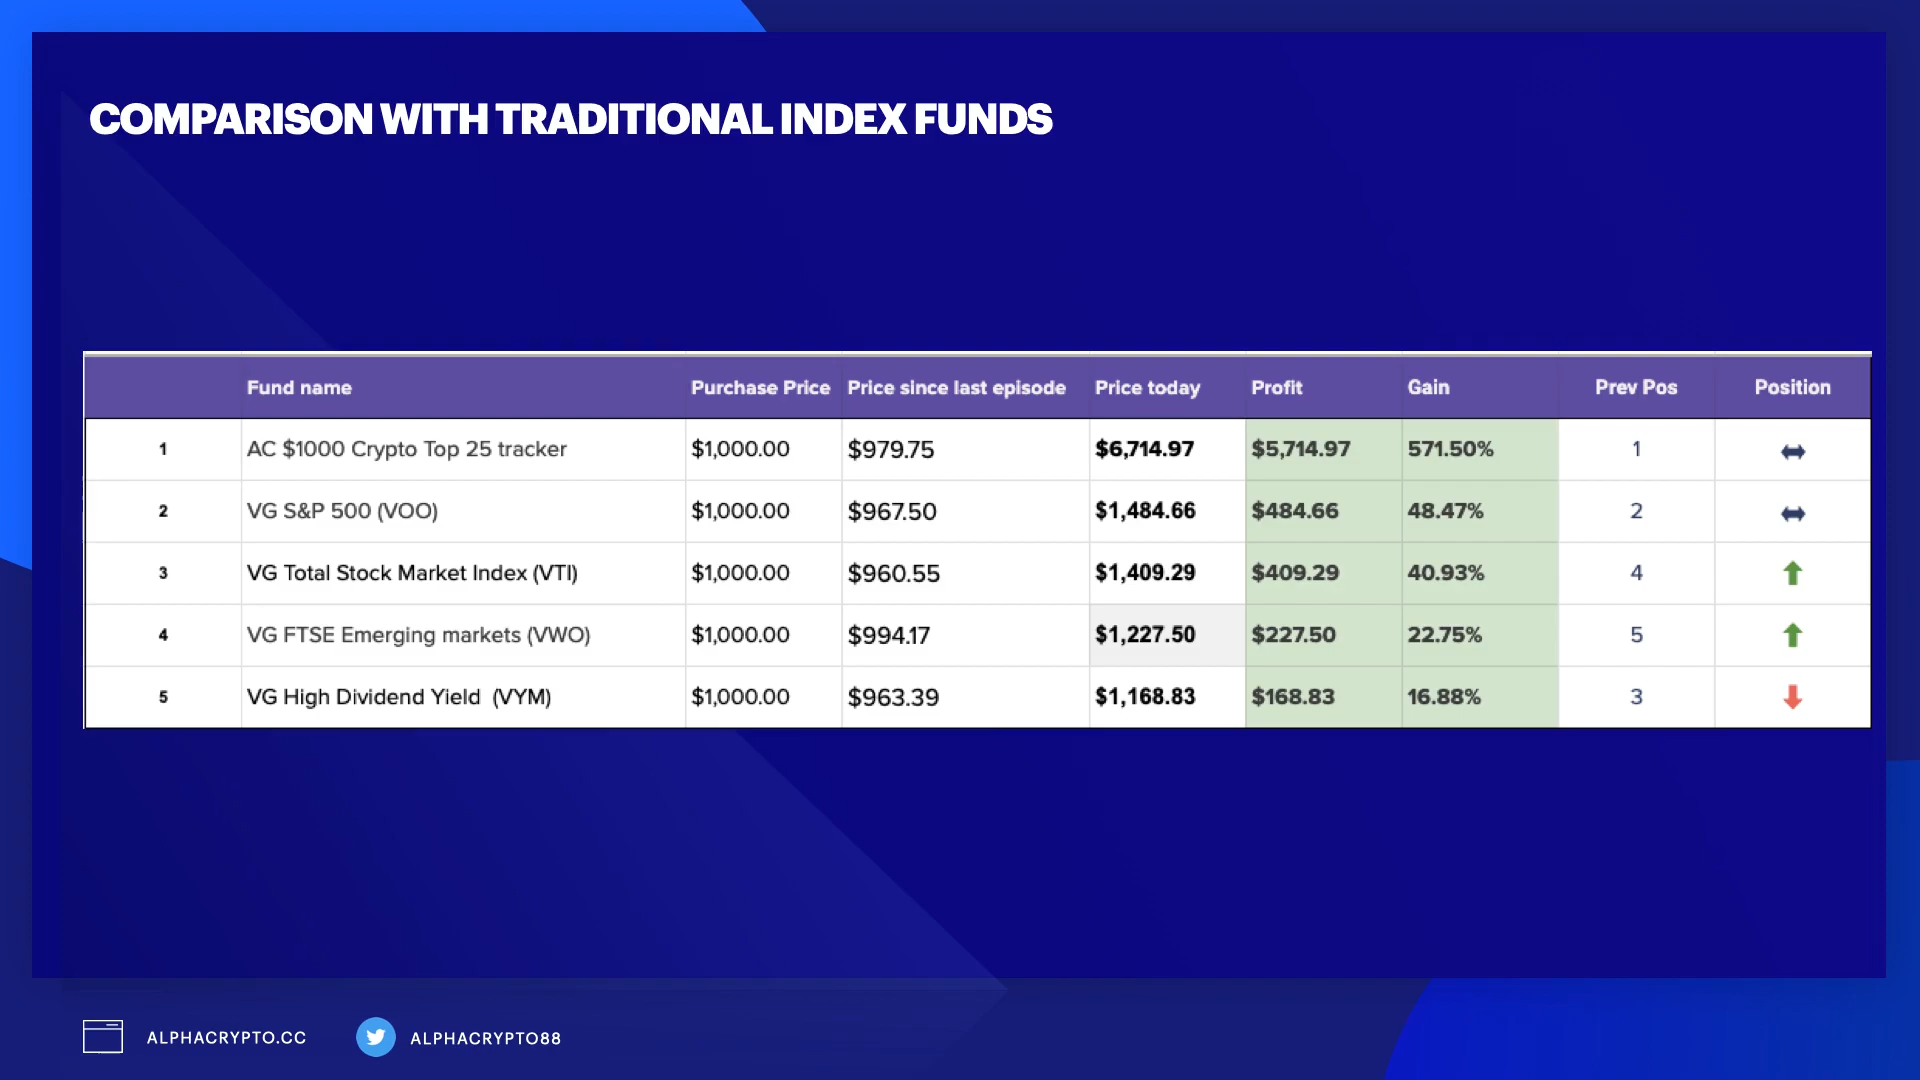 COMPARISON WITH TRADITIONAL INDEX FUNDS
Fund name Purchase Price Price since last episode Price today Profit Gain Prev Pos Position
1 AC $1000 Crypto Top 25 tracker $1,000.00 $979.75 $6,714.97 $5,714.97 571.50% 1
2 VG S&P 500 (VOO) $1,000.00 $967.50 $1,484.66 $484.66 48.47% 2
3 VG Total Stock Market Index (VTI) $1,000.00 $960.55 $1,409.29 $409.29 40.93% 4
4 VG FTSE Emerging markets (VWO) $1,000.00 $994.17 $1,227.50 $227.50 22.75% 5
5 VG High Dividend Yield (VYM) $1,000.00 $963.39 $1,168.83 $168.83 16.88% 3
ALPHACRYPTO.CC ALPHACRYPTO88